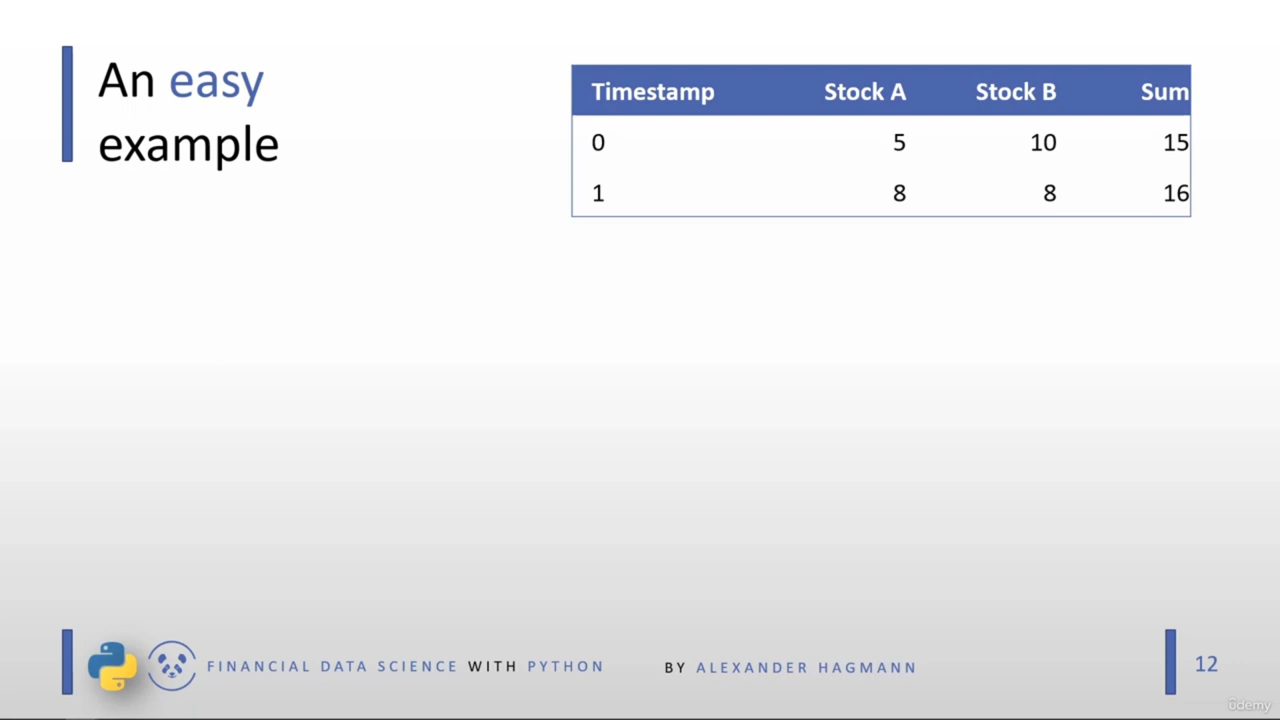 An easy
example
Timestamp Stock A Stock B Sum
0 5 10 15
1 8 8 16
FINANCIAL DATA SCIENCE WITH PYTHON BY ALEXANDER HAGMANN 12
ûdemy